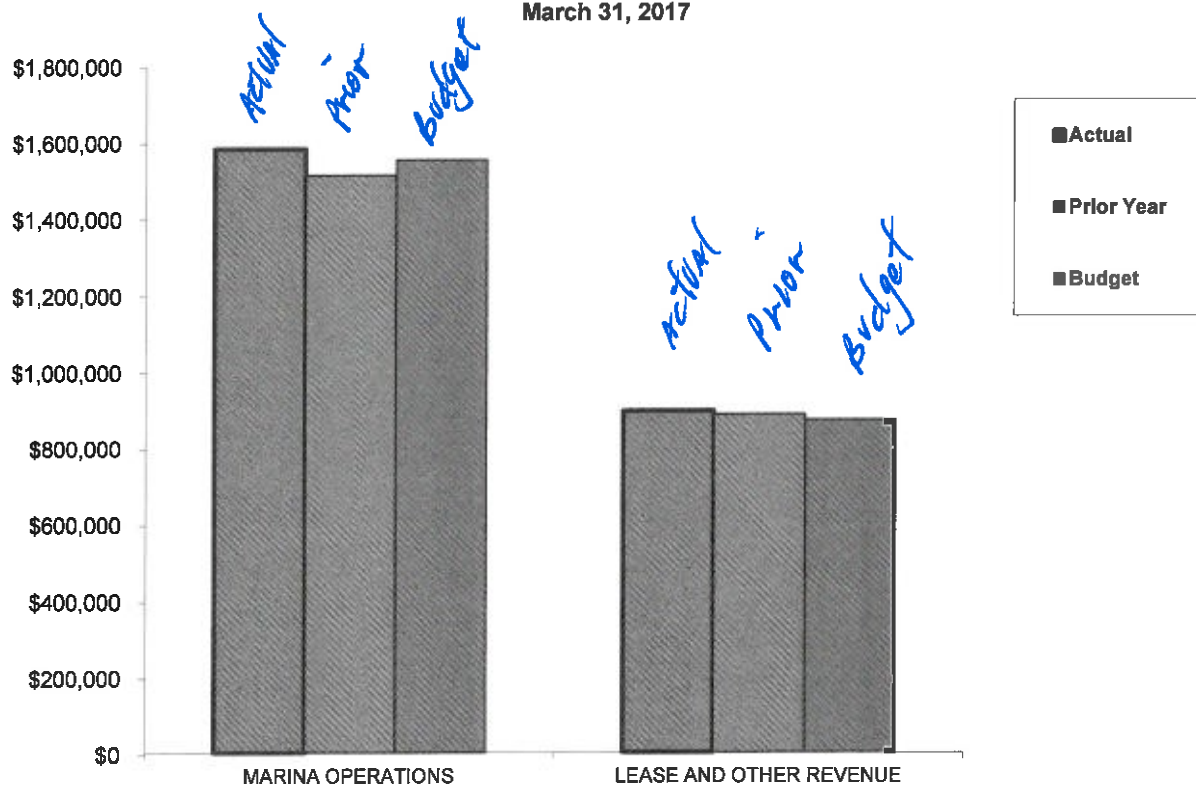 March 31, 2017
ACTUAL Prior Budget
$1,800,000
$1,600,000
$1,400,000
$1,200,000
$1,000,000
$800,000
$600,000
$400,000
$200,000
$0
ACTUAL Prior Budget
MARINA OPERATIONS
LEASE AND OTHER REVENUE
Actual
Prior Year
Budget